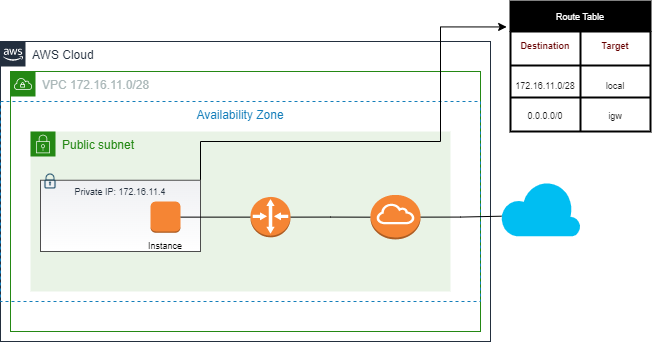 Route Table
Destination Target
172.16.11.0/28 local
0.0.0.0/0 igw
aws
AWS Cloud
VPC 172.16.11.0/28
Availability Zone
Public subnet
Private IP: 172.16.11.4
Instance